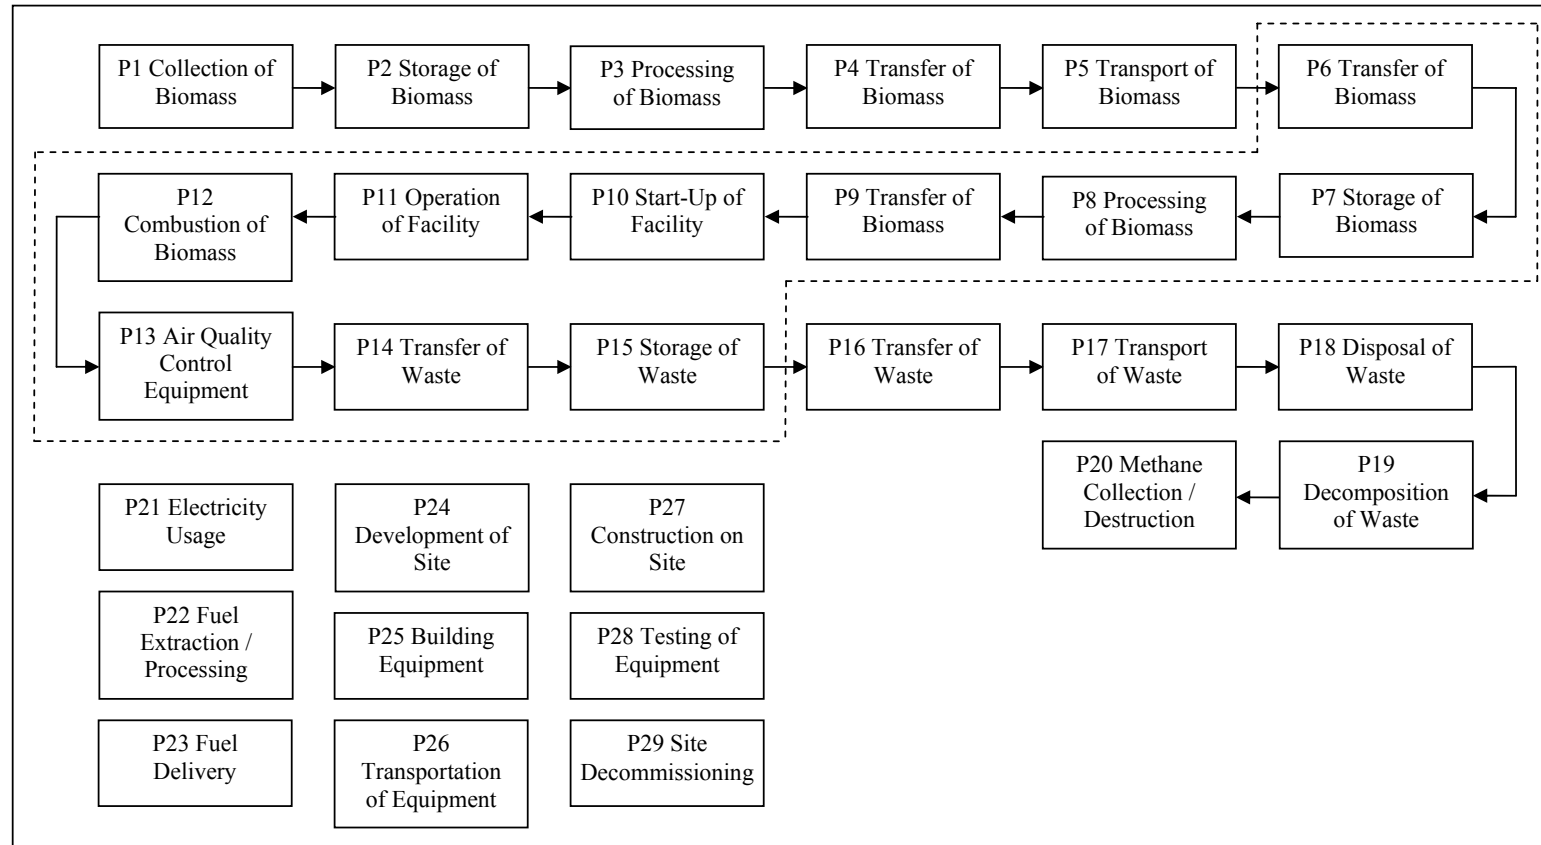 P1 Collection of
Biomass
P2 Storage of
Biomass
P3 Processing
of Biomass
P4 Transfer of
Biomass
P5 Transport of
Biomass
P6 Transfer of
Biomass
P7 Storage of
Biomass
P8 Processing
of Biomass
P9 Transfer of
Biomass
P10 Start-Up of
Facility
P11 Operation
of Facility
P12
Combustion of
Biomass
P13 Air Quality
Control
Equipment
P14 Transfer of
Waste
P15 Storage of
Waste
P16 Transfer of
Waste
P17 Transport
of Waste
P18 Disposal of
Waste
P19
Decomposition
of Waste
P20 Methane
Collection /
Destruction
P21 Electricity
Usage
P22 Fuel
Extraction /
Processing
P23 Fuel
Delivery
P24
Development of
Site
P25 Building
Equipment
P26
Transportation
of Equipment
P27
Construction on
Site
P28 Testing of
Equipment
P29 Site
Decommissioning